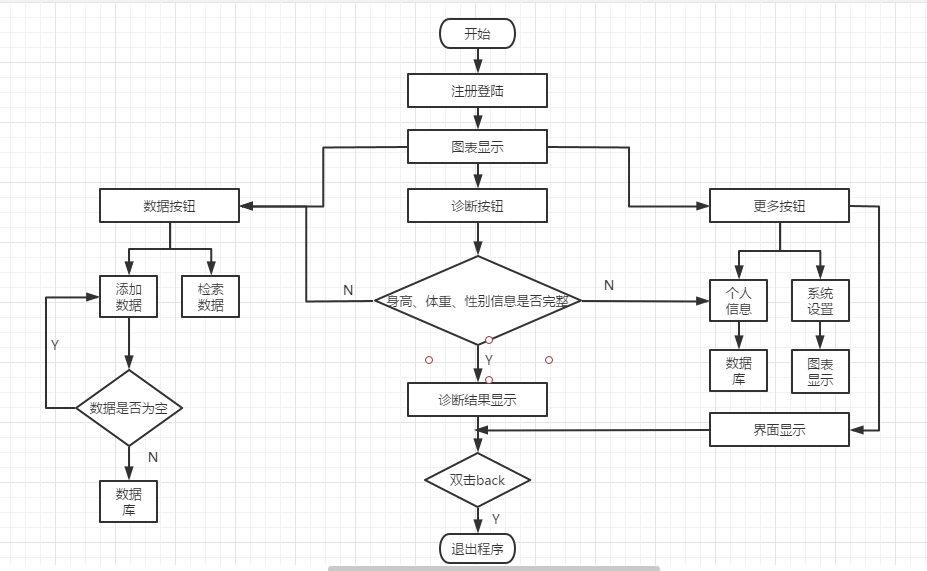 开始
注册登陆
图表显示
数据按钮
诊断按钮
更多按钮
添加
数据
检索
数据
N
身高、体重、性别信息是否完整
N
个人
信息
系统
设置
Y
Y
数据
库
图表
显示
数据是否为空
诊断结果显示
界面显示
N
双击back
数据
库
Y
退出程序